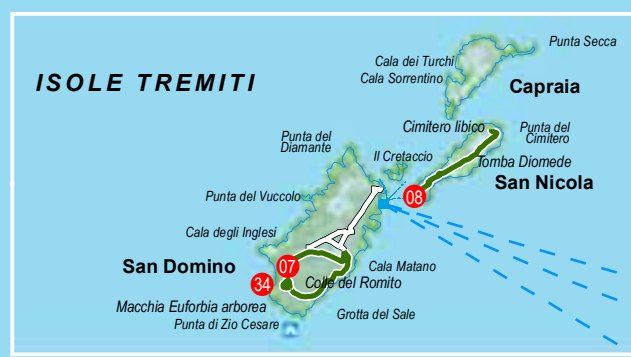 Punta Secca
Cala dei Turchi
Cala Sorrentino
ISOLE TREMITI
Capraia
Cimitero libico
Punta del
Cimitero
Punta del
Diamante
Il Cretaccio
Tomba Diomede
San Nicola
08
Punta del Vuccolo
Cala degli Inglesi
San Domino
07
Cala Matano
34
Colle del Romito
Macchia Euforbia arborea
Grotta del Sale
Punta di Zio Cesare